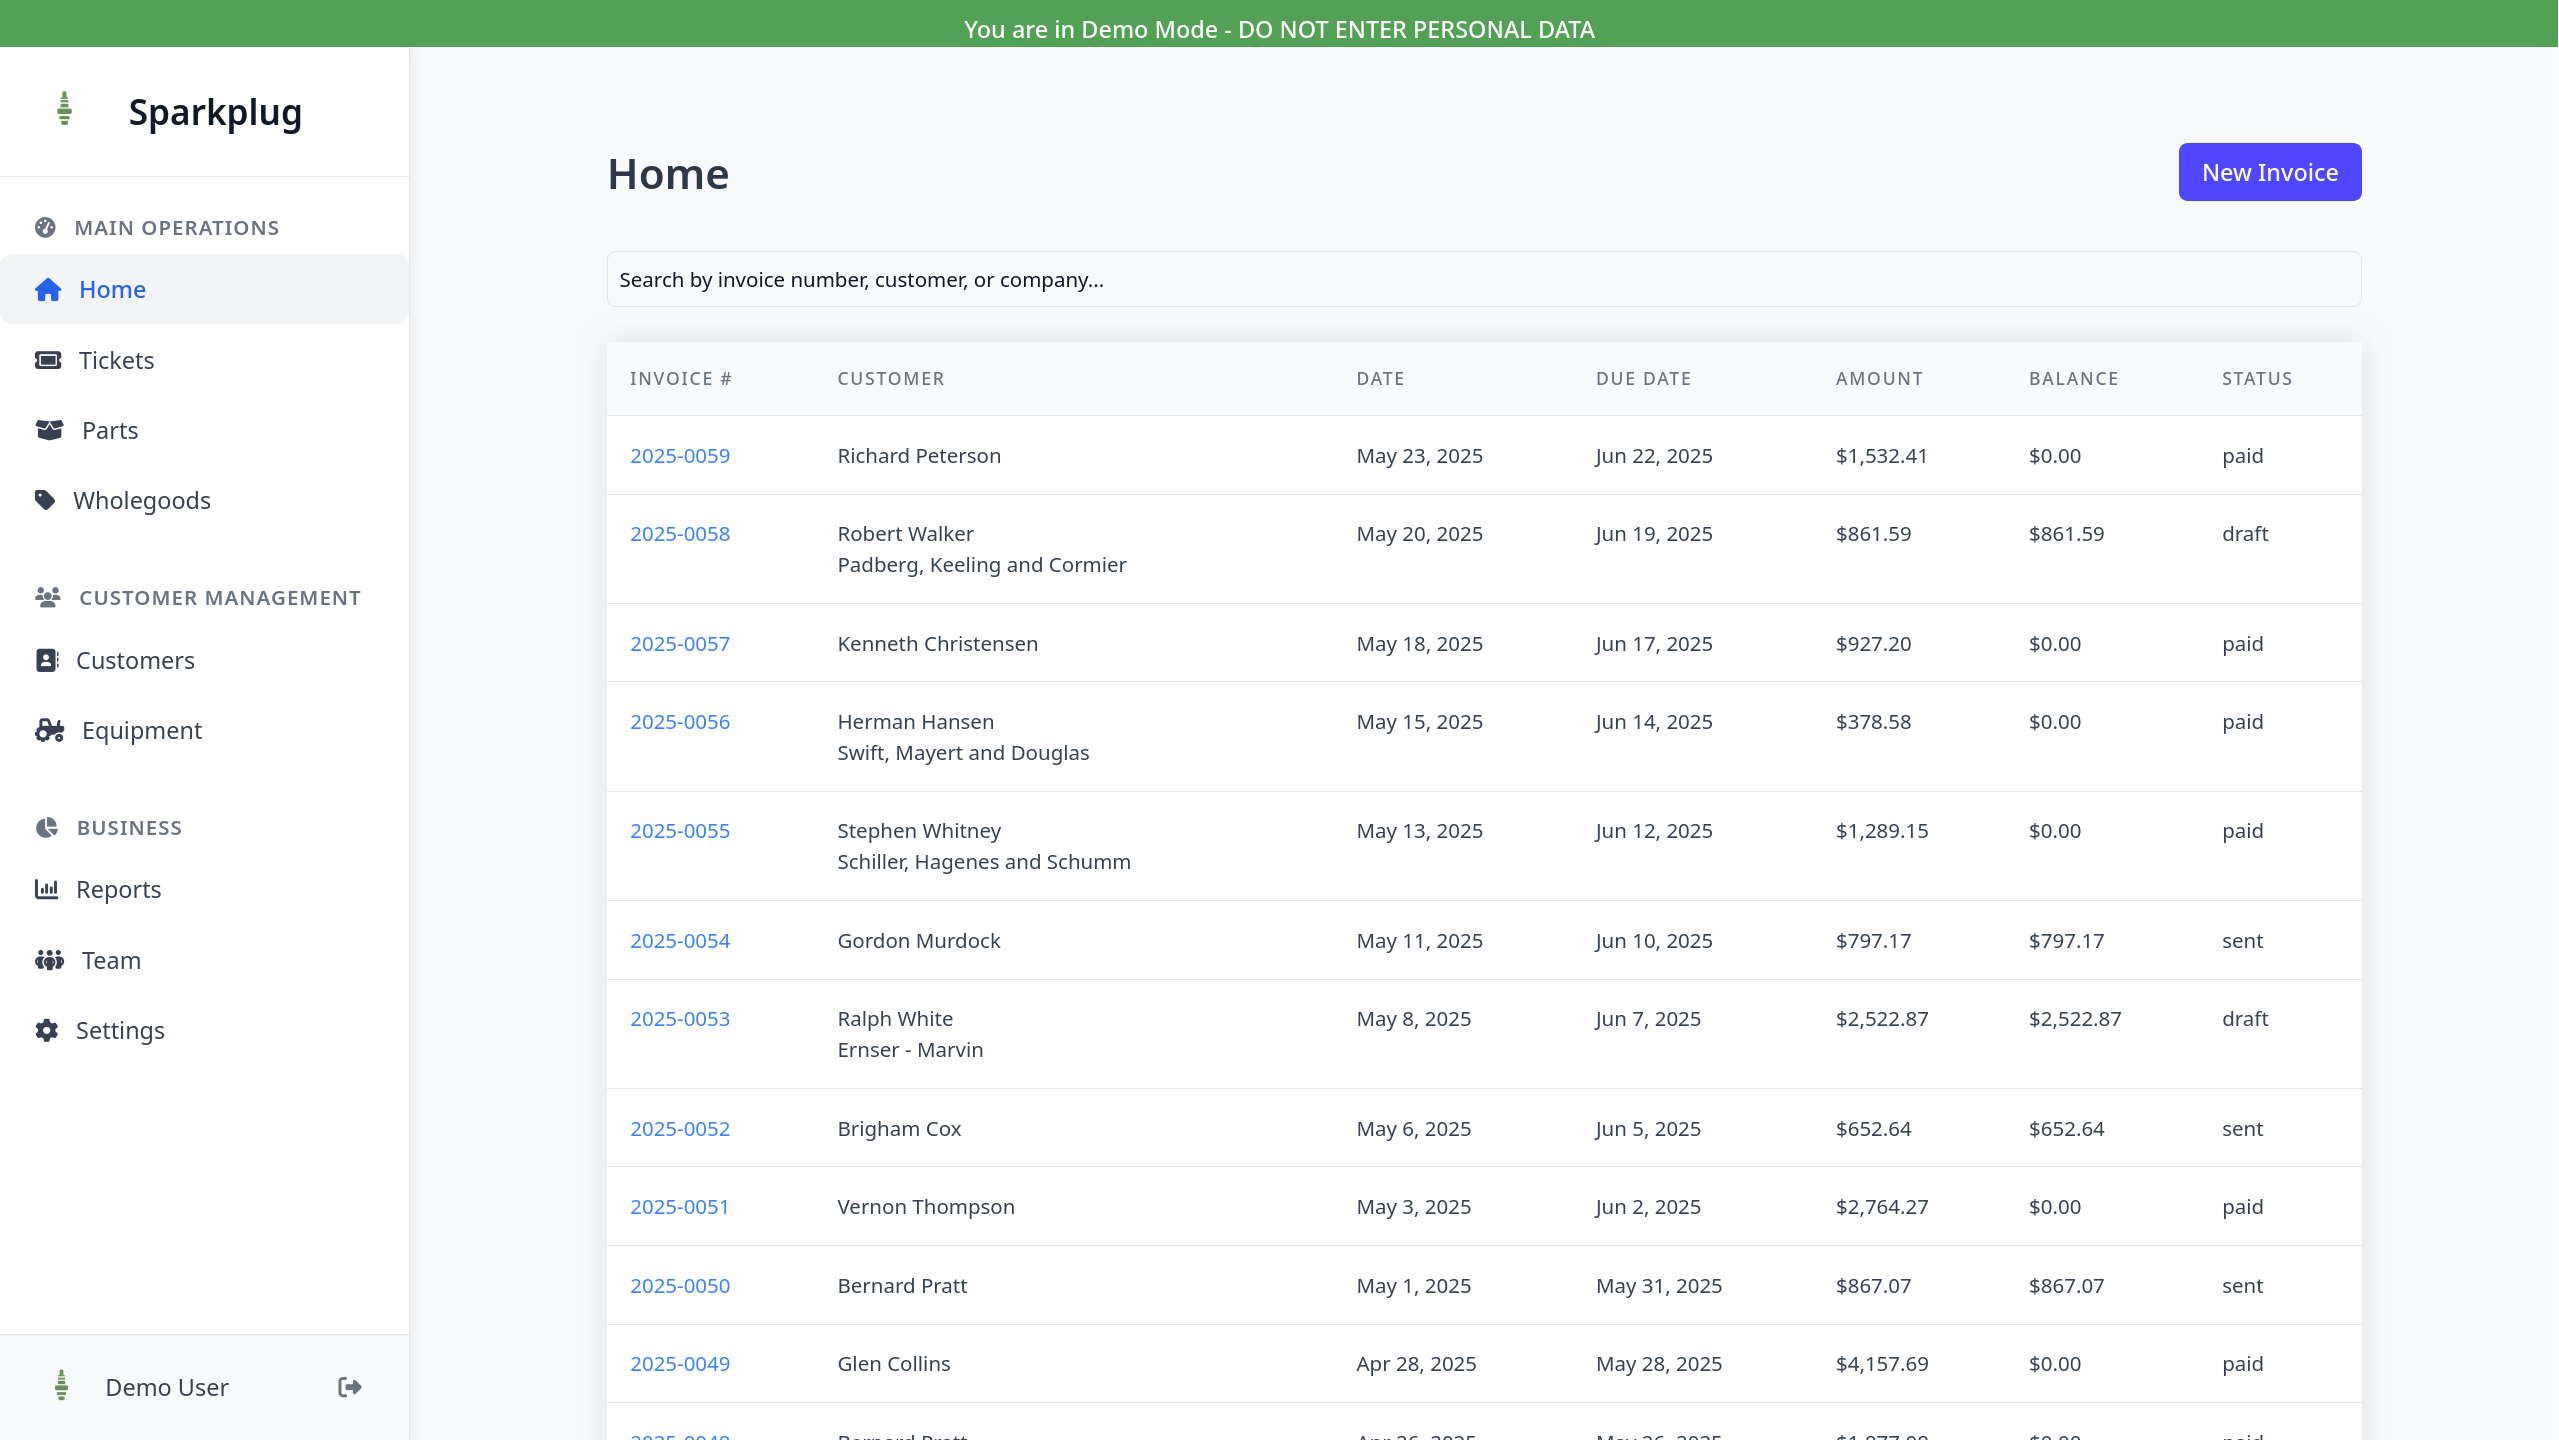 You are in Demo Mode - DO NOT ENTER PERSONAL DATA
Sparkplug
MAIN OPERATIONS
Home
Tickets
Parts
Wholegoods
CUSTOMER MANAGEMENT
Customers
Equipment
BUSINESS
Reports
Team
Settings
Demo User
Home
New Invoice
Search by invoice number, customer, or company...
INVOICE # CUSTOMER DATE DUE DATE AMOUNT BALANCE STATUS
2025-0059 Richard Peterson May 23, 2025 Jun 22, 2025 $1,532.41 $0.00 paid
2025-0058 Robert Walker May 20, 2025 Jun 19, 2025 $861.59 $861.59 draft
Padberg, Keeling and Cormier
2025-0057 Kenneth Christensen May 18, 2025 Jun 17, 2025 $927.20 $0.00 paid
2025-0056 Herman Hansen May 15, 2025 Jun 14, 2025 $378.58 $0.00 paid
Swift, Mayert and Douglas
2025-0055 Stephen Whitney May 13, 2025 Jun 12, 2025 $1,289.15 $0.00 paid
Schiller, Hagenes and Schumm
2025-0054 Gordon Murdock May 11, 2025 Jun 10, 2025 $797.17 $797.17 sent
2025-0053 Ralph White May 8, 2025 Jun 7, 2025 $2,522.87 $2,522.87 draft
Ernser - Marvin
2025-0052 Brigham Cox May 6, 2025 Jun 5, 2025 $652.64 $652.64 sent
2025-0051 Vernon Thompson May 3, 2025 Jun 2, 2025 $2,764.27 $0.00 paid
2025-0050 Bernard Pratt May 1, 2025 May 31, 2025 $867.07 $867.07 sent
2025-0049 Glen Collins Apr 28, 2025 May 28, 2025 $4,157.69 $0.00 paid